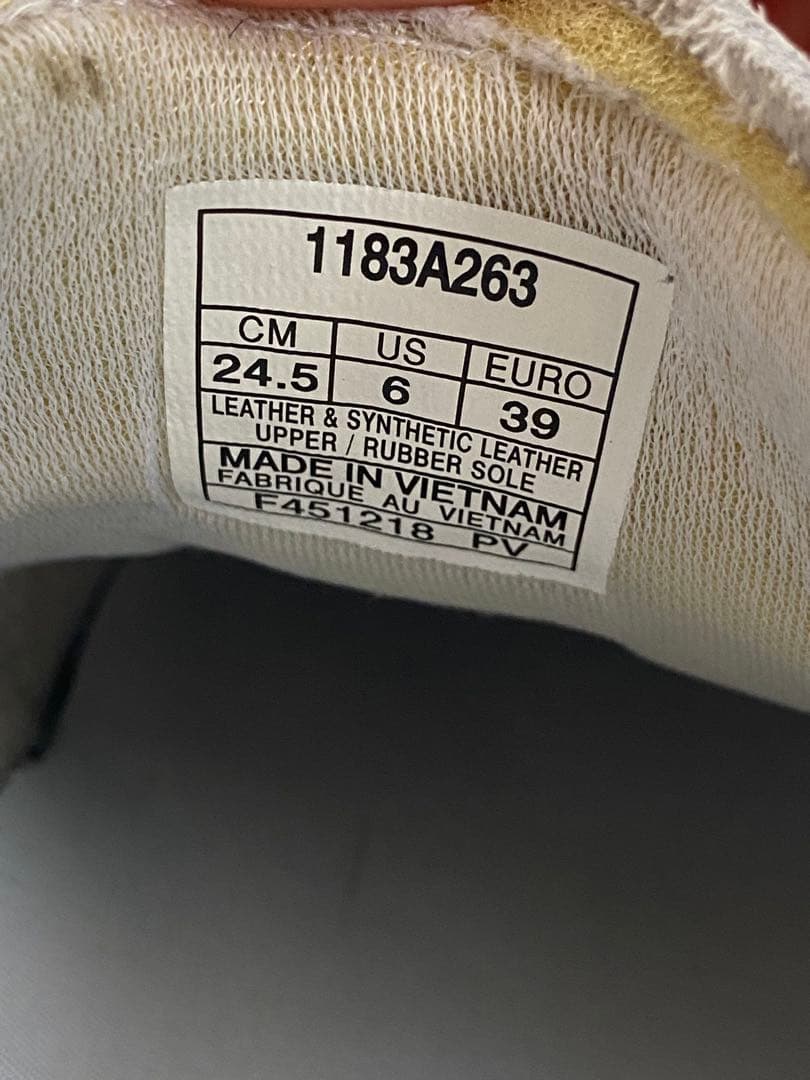 1183A263
CM US EURO
24.5 6 39
LEATHER & SYNTHETIC LEATHER
UPPER / RUBBER SOLE
MADE IN VIETNAM
FABRIQUE AU VIETNAM
F451218 PV